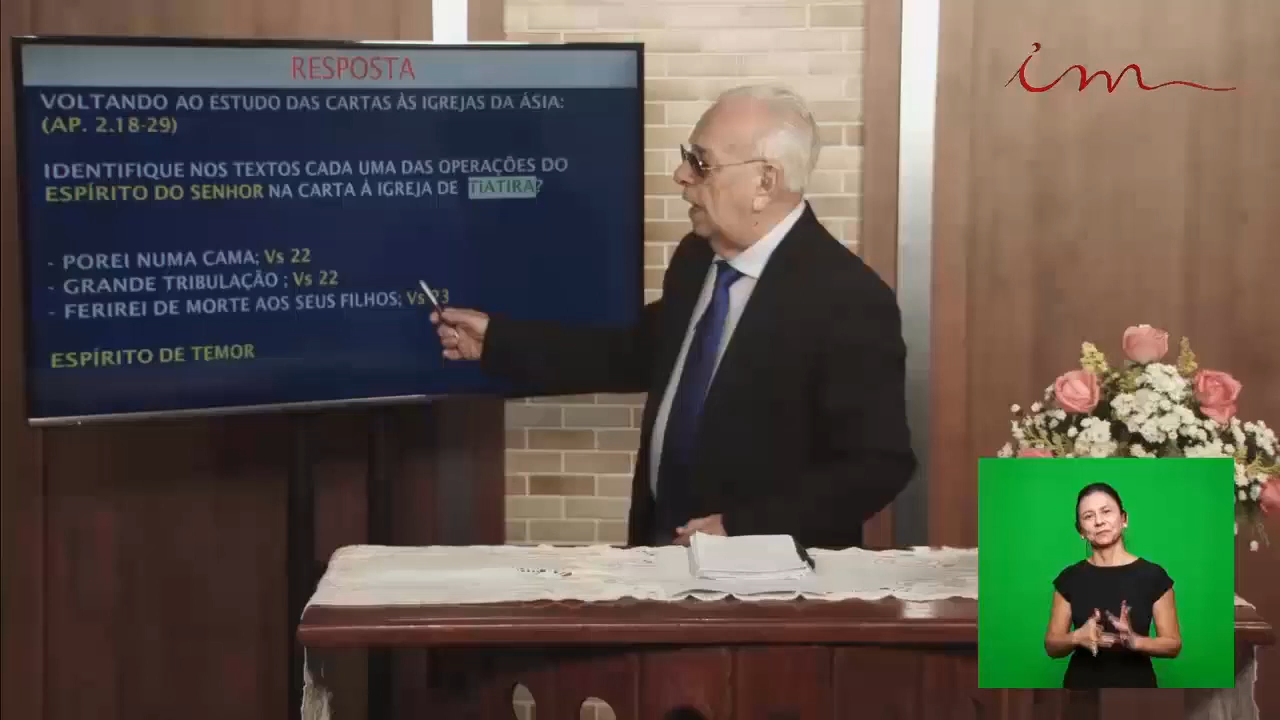 RESPOSTA
VOLTANDO AO ESTUDO DAS CARTAS ÀS IGREJAS DA ÁSIA:
(AP. 2.18-29)
IDENTIFIQUE NOS TEXTOS CADA UMA DAS OPERAÇÕES DO
ESPÍRITO DO SENHOR NA CARTA Á IGREJA DE TIATIRA?
- POREI NUMA CAMA; Vs 22
- GRANDE TRIBULAÇÃO ; Vs 22
- FERIREI DE MORTE AOS SEUS FILHOS; Vs 23
ESPÍRITO DE TEMOR
im